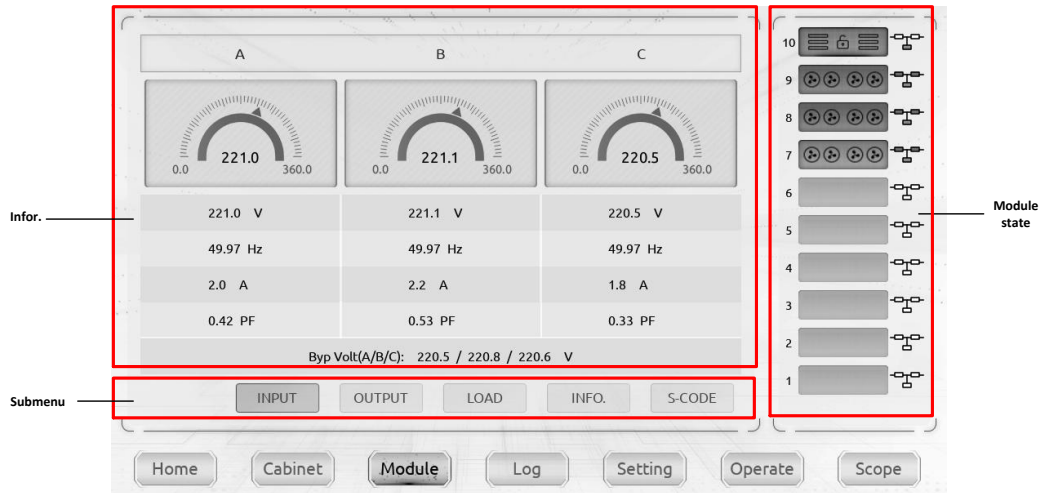 A B C
221.0
0.0 360.0
221.1
0.0 360.0
220.5
0.0 360.0
221.0 V 221.1 V 220.5 V
49.97 Hz 49.97 Hz 49.97 Hz
2.0 A 2.2 A 1.8 A
0.42 PF 0.53 PF 0.33 PF
Byp Volt(A/B/C): 220.5 / 220.8 / 220.6 V
INPUT OUTPUT LOAD INFO. S-CODE
10
9
8
7
6
5
4
3
2
1
Infor.
Submenu
Module
state
Home Cabinet Module Log Setting Operate Scope